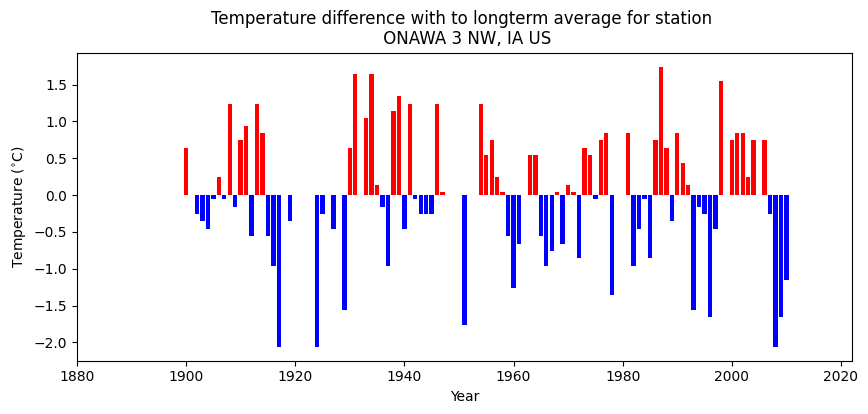 Temperature difference with to longterm average for station
ONAWA 3 NW, IA US
Temperature (°C)
1.5
1.0
0.5
0.0
−0.5
−1.0
−1.5
−2.0
1880 1900 1920 1940 1960 1980 2000 2020
Year